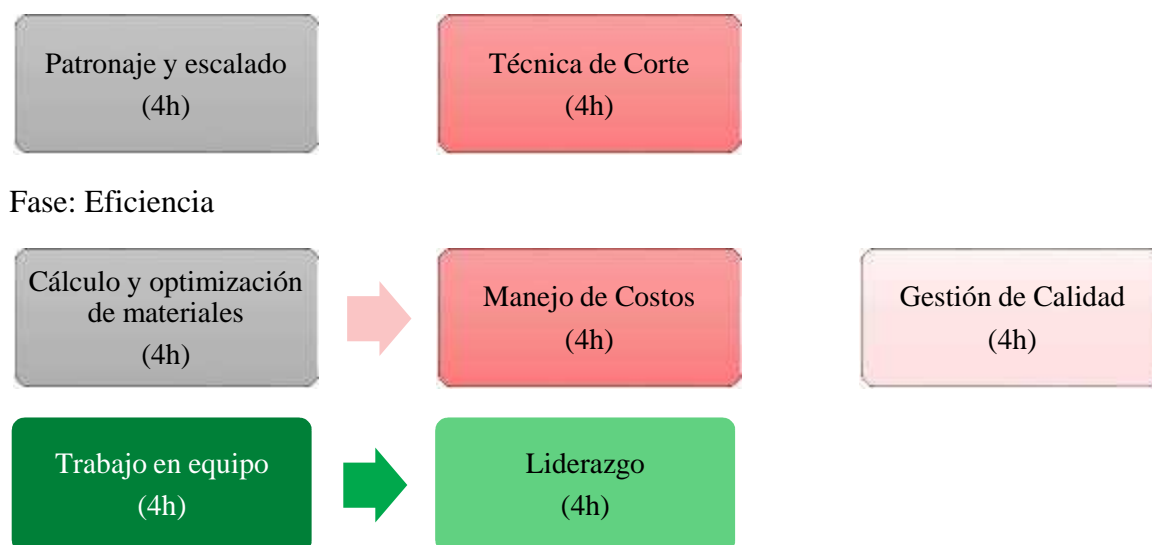 Patronaje y escalado
(4h)
Técnica de Corte
(4h)
Fase: Eficiencia
Cálculo y optimización
de materiales
(4h)
Manejo de Costos
(4h)
Gestión de Calidad
(4h)
Trabajo en equipo
(4h)
Liderazgo
(4h)